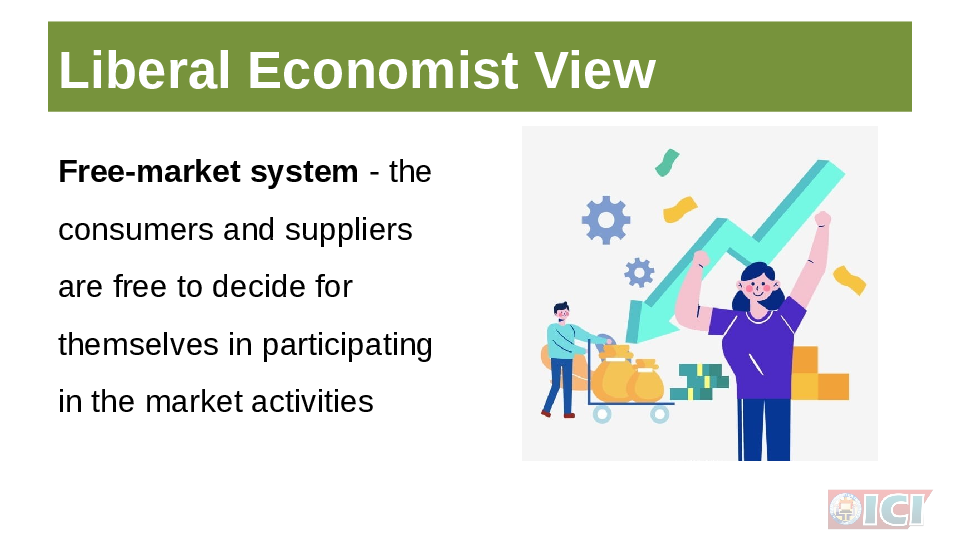 Liberal Economist View
Free-market system - the
consumers and suppliers
are free to decide for
themselves in participating
in the market activities
ICI